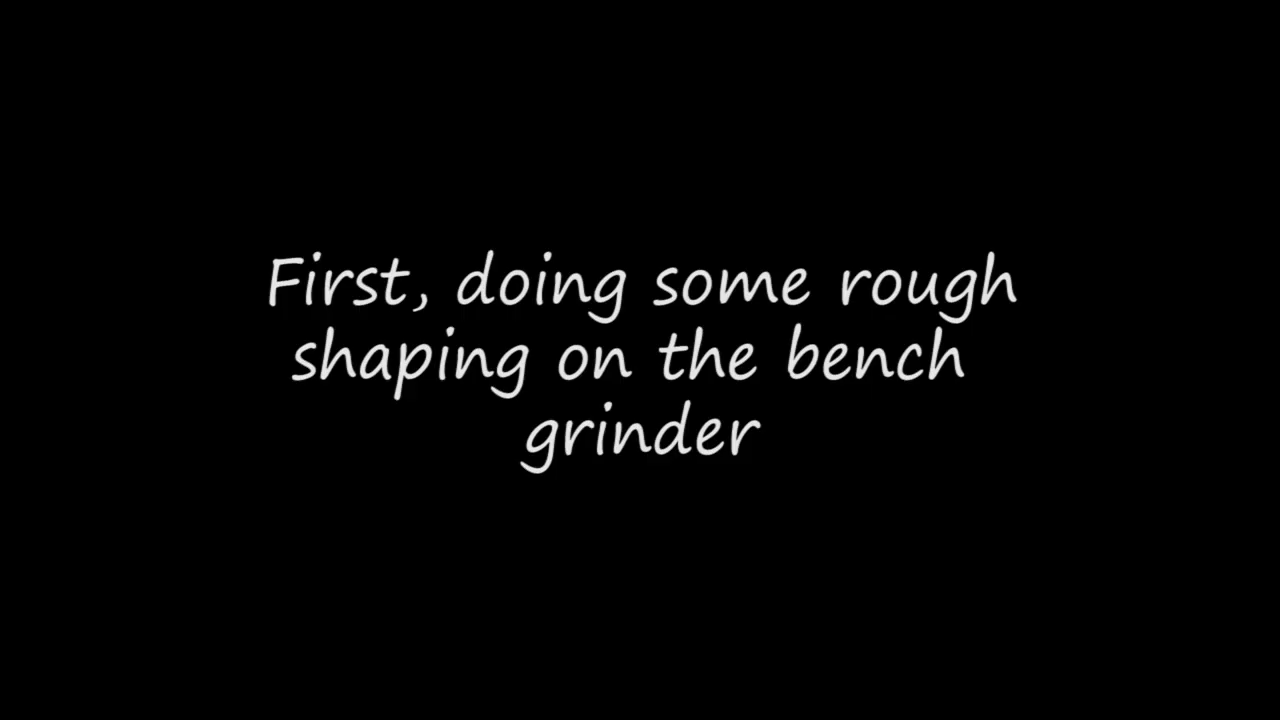 First, doing some rough
shaping on the bench
grinder